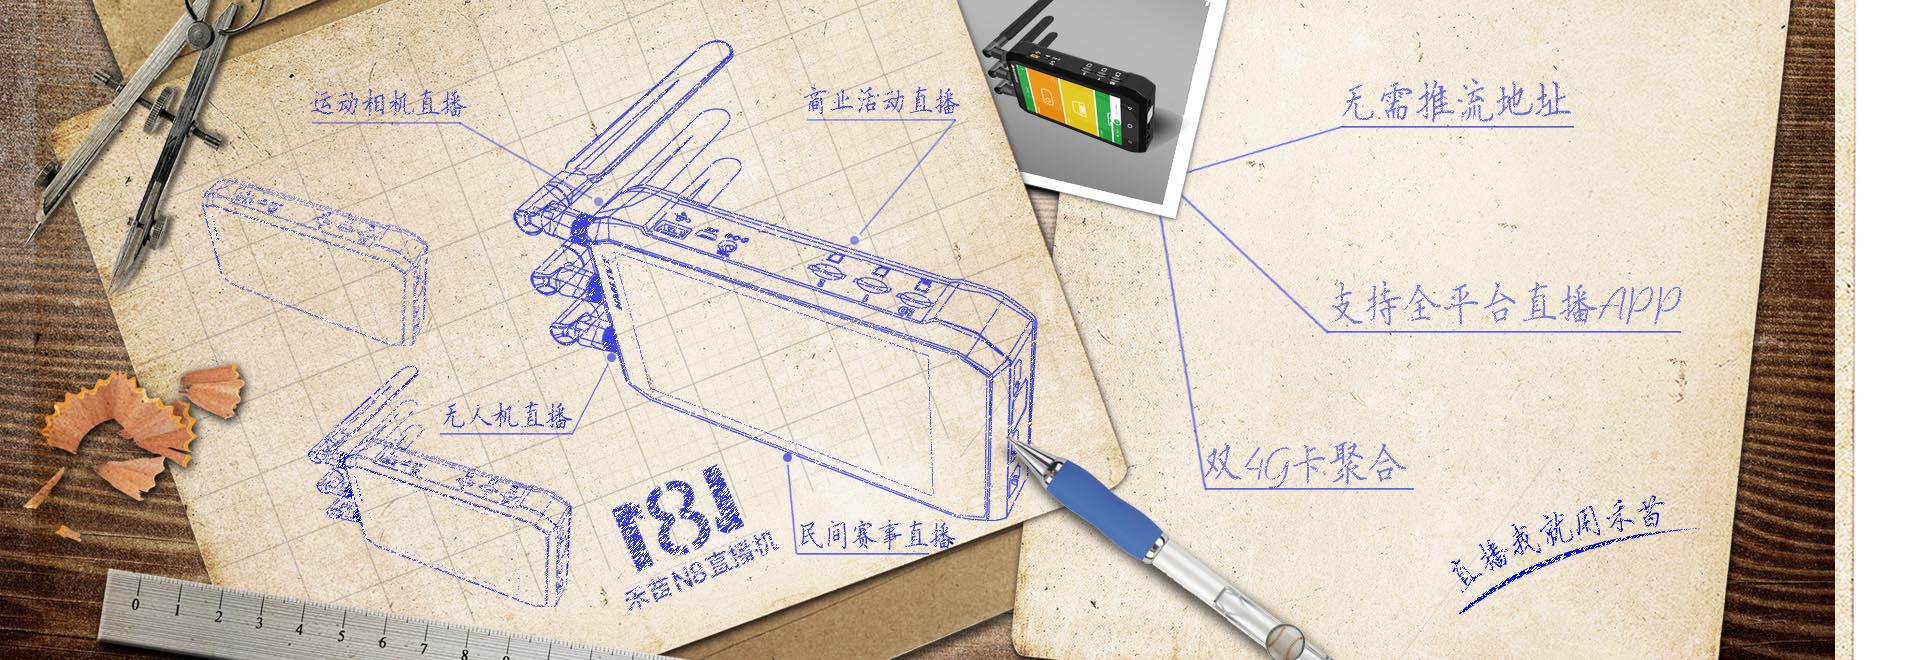 运动相机直播
商业活动直播
无人机直播
民间赛事直播
禾苗N8直播机
无需推流地址
支持全平台直播APP
双4G卡聚合
直播我就用禾苗
0 1 2 3 4 5 6 7 8 9